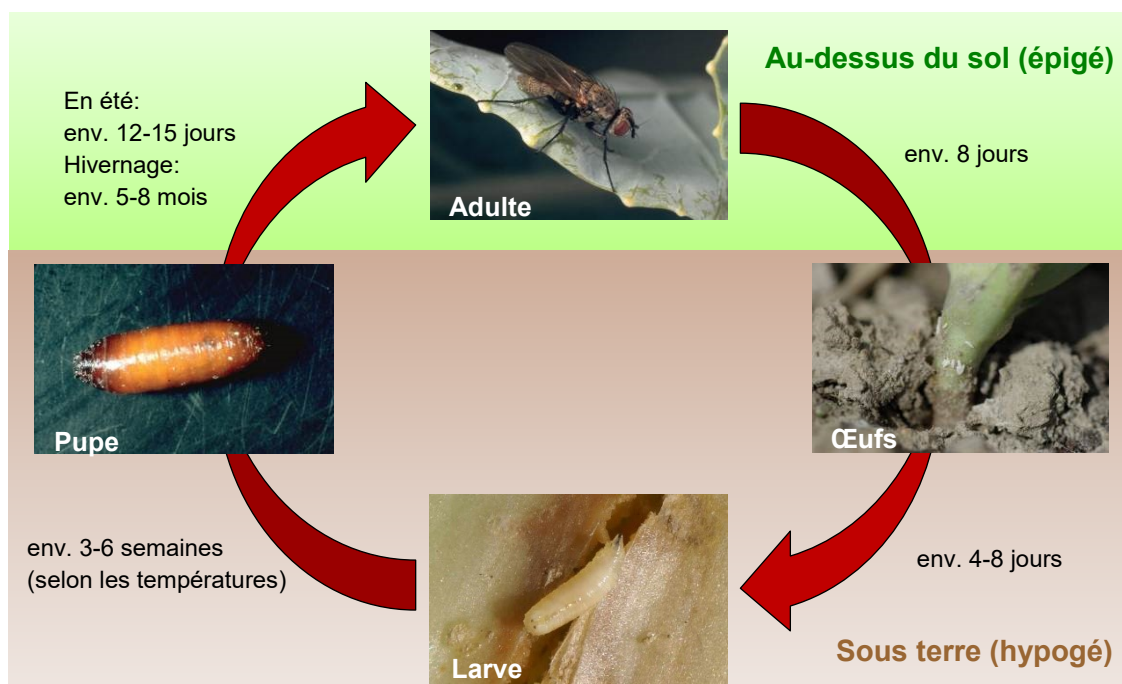 Au-dessus du sol (épigé)
En été:
env. 12-15 jours
Hivernage:
env. 5-8 mois
Adulte
env. 8 jours
Pupe
Œufs
env. 3-6 semaines
(selon les températures)
env. 4-8 jours
Larve
Sous terre (hypogé)